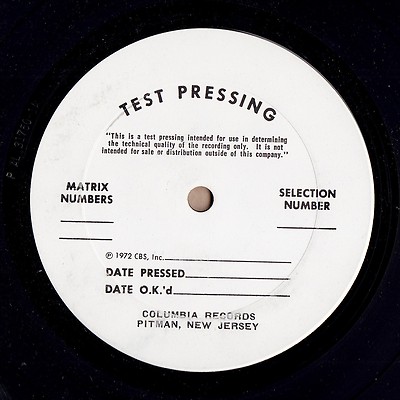 TEST PRESSING
"This is a test pressing intended for use in determining
the technical quality of the recording only. It is not
intended for sale or distribution outside of this company."
MATRIX
NUMBERS
SELECTION
NUMBER
℗ 1972 CBS, Inc.
DATE PRESSED
DATE O.K.'d
COLUMBIA RECORDS
PITMAN, NEW JERSEY